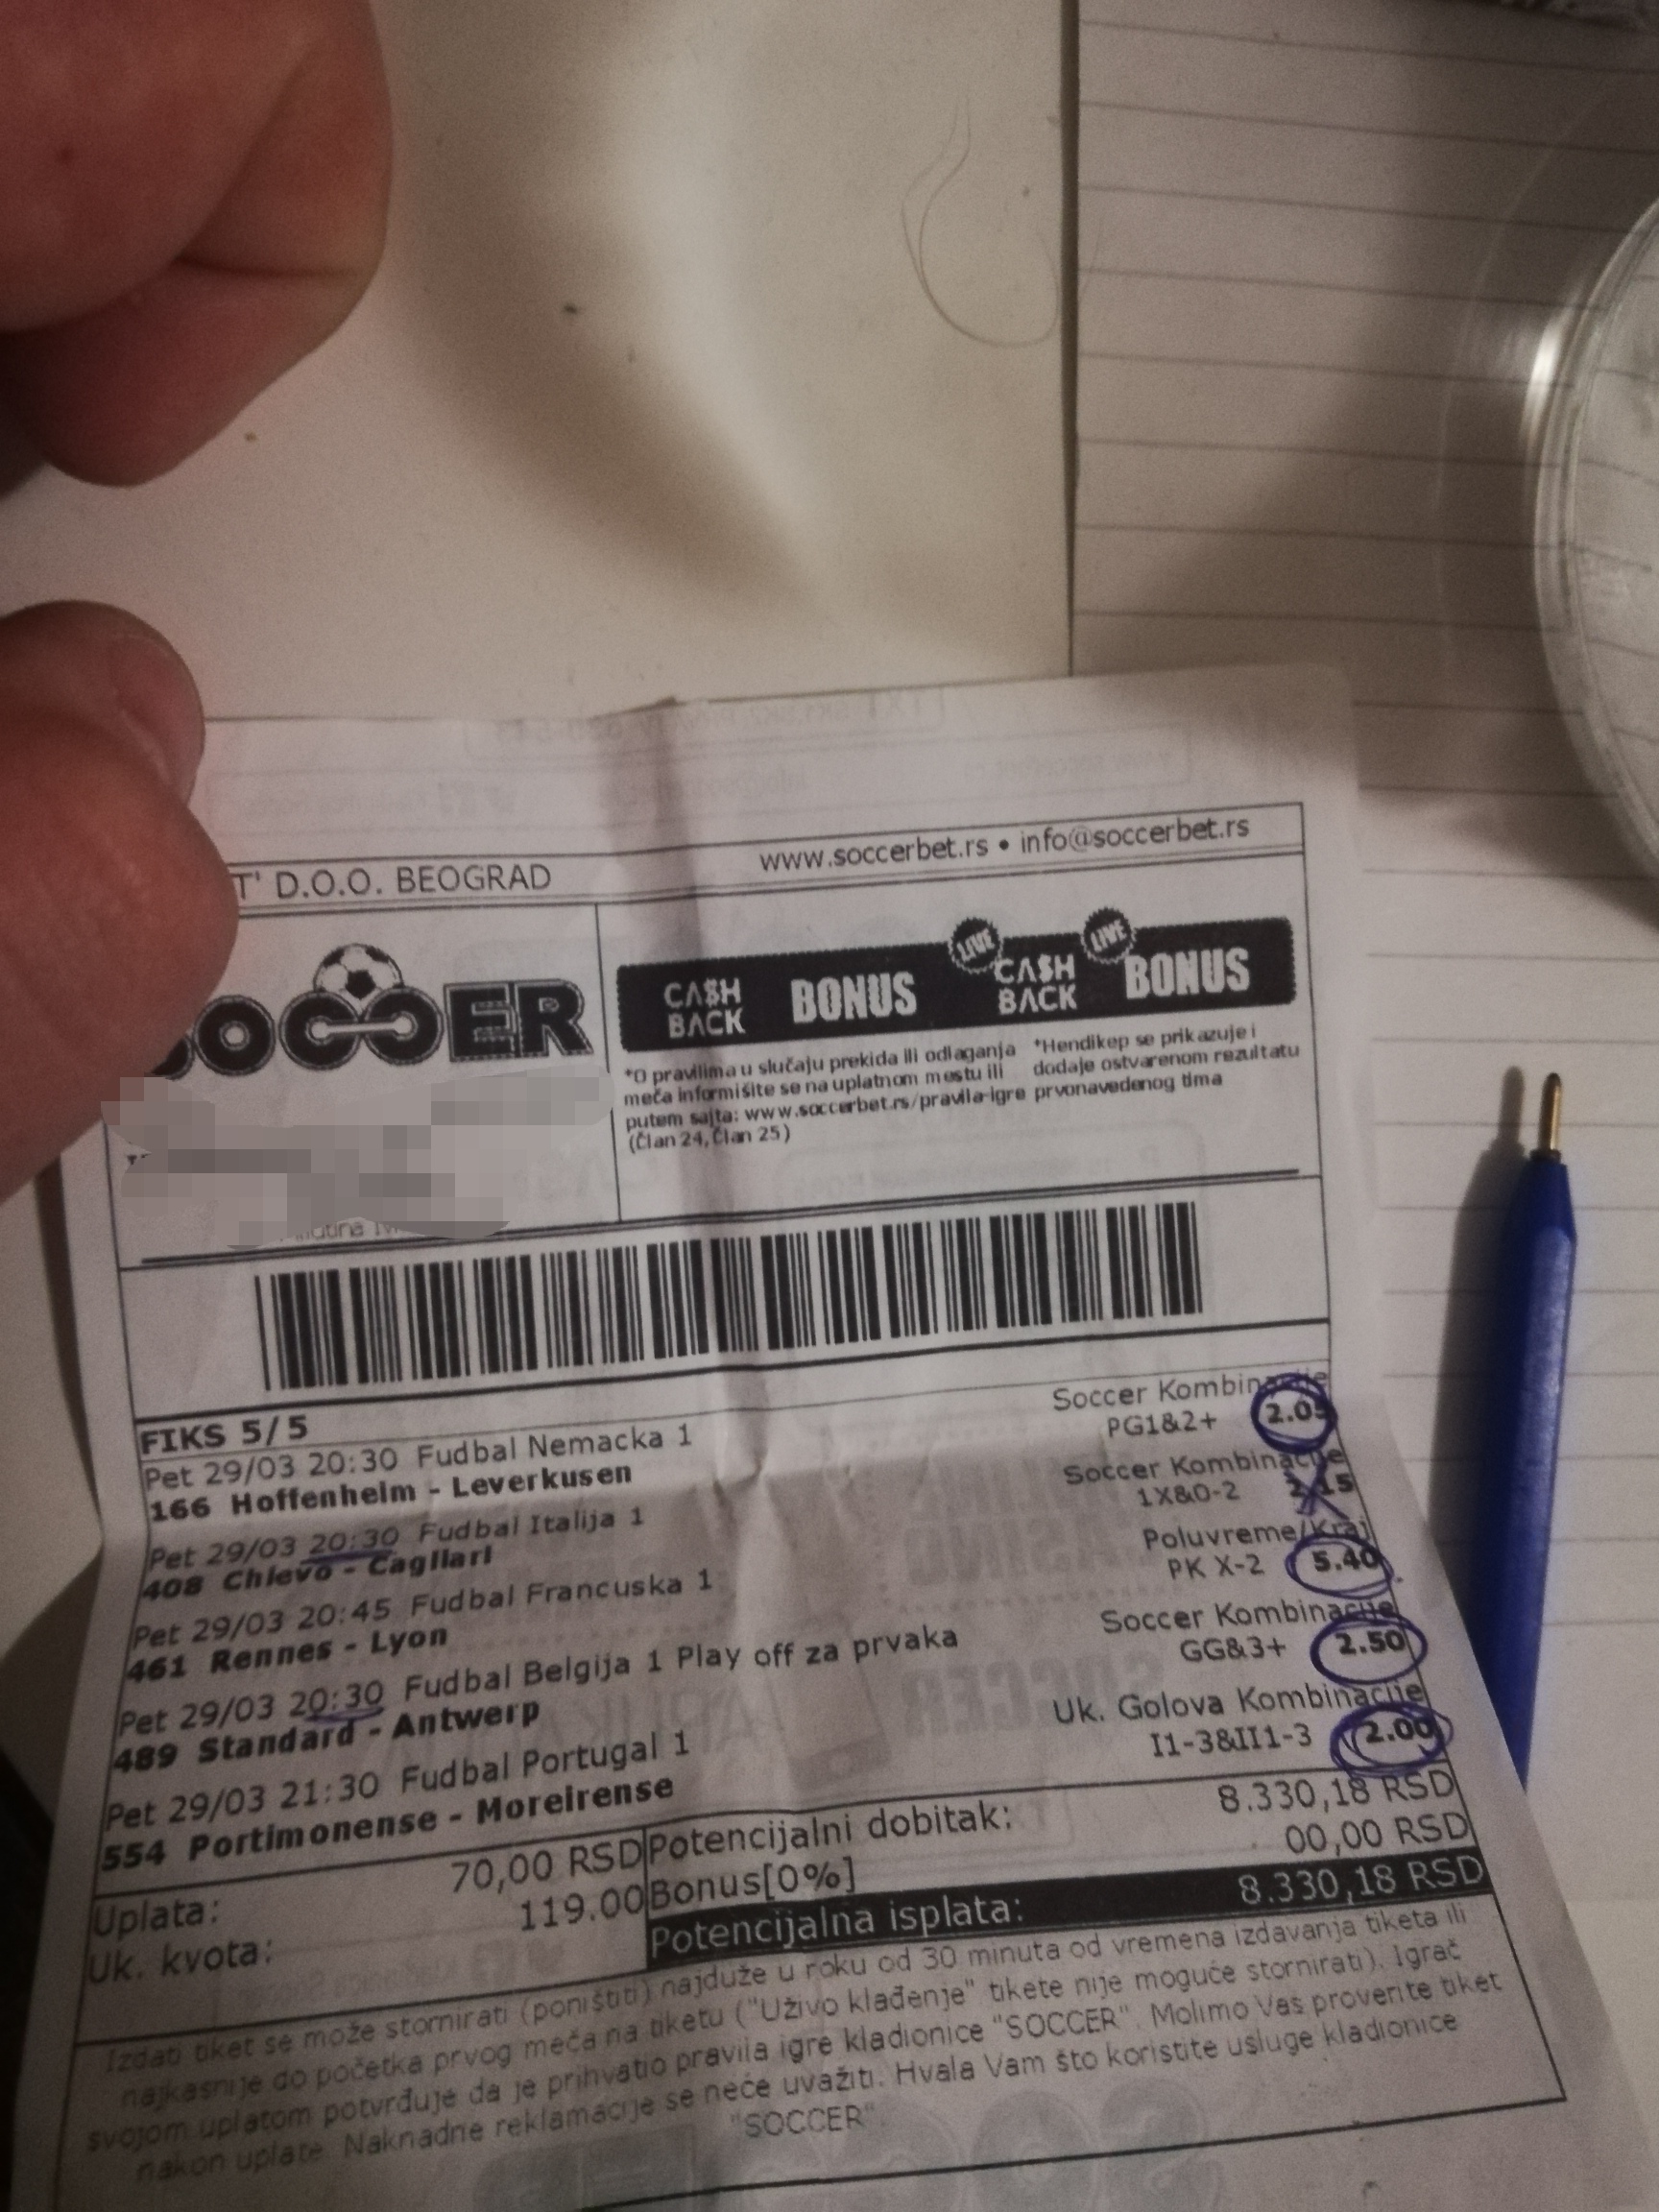 T' D.O.O. BEOGRAD
www.soccerbet.rs • info@soccerbet.rs
SOCCER
CA$H BACK BONUS LIVE CA$H BACK LIVE BONUS
*O pravilima u slučaju prekida ili odlaganja
meča informišite se na uplatnom mestu ili
putem sajta: www.soccerbet.rs/pravila-igre
(Član 24, Član 25)
*Hendikep se prikazuje i
dodaje ostvarenom rezultatu
prvonavedenog tima
FIKS 5/5
Pet 29/03 20:30 Fudbal Nemacka 1 Soccer Kombinacije
166 Hoffenheim - Leverkusen PG1&2+ 2.05
Pet 29/03 20:30 Fudbal Italija 1 Soccer Kombinacije
408 Chievo - Cagliari 1X&0-2 2.15
Pet 29/03 20:45 Fudbal Francuska 1 Poluvreme/Kraj
461 Rennes - Lyon PK X-2 5.40
Pet 29/03 20:30 Fudbal Belgija 1 Play off za prvaka Soccer Kombinacije
489 Standard - Antwerp GG&3+ 2.50
Pet 29/03 21:30 Fudbal Portugal 1 Uk. Golova Kombinacije
554 Portimonense - Moreirense I1-3&II1-3 2.00
Uplata: 70,00 RSD Potencijalni dobitak: 8.330,18 RSD
Uk. kvota: 119.00 Bonus[0%] 00,00 RSD
Potencijalna isplata: 8.330,18 RSD
Izdati tiket se može stornirati (poništiti) najduže u roku od 30 minuta od vremena izdavanja tiketa ili
najkasnije do početka prvog meča na tiketu ("Uživo klađenje" tikete nije moguće stornirati). Igrač
svojom uplatom potvrđuje da je prihvatio pravila igre kladionice "SOCCER". Molimo Vas proverite tiket
nakon uplate. Naknadne reklamacije se neće uvažiti. Hvala Vam što koristite usluge kladionice
"SOCCER".